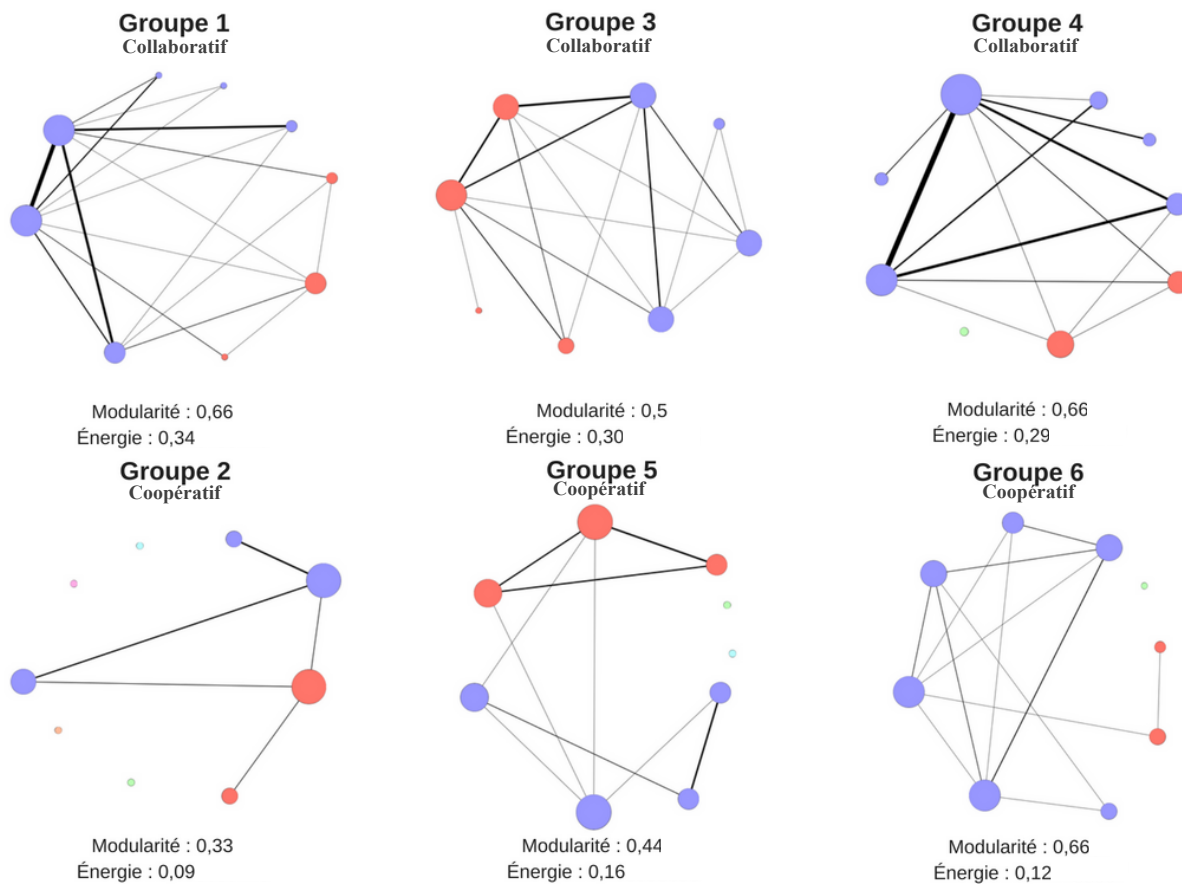 Groupe 1
Collaboratif
Groupe 3
Collaboratif
Groupe 4
Collaboratif
Modularité : 0,66
Énergie : 0,34
Modularité : 0,5
Énergie : 0,30
Modularité : 0,66
Énergie : 0,29
Groupe 2
Coopératif
Groupe 5
Coopératif
Groupe 6
Coopératif
Modularité : 0,33
Énergie : 0,09
Modularité : 0,44
Énergie : 0,16
Modularité : 0,66
Énergie : 0,12